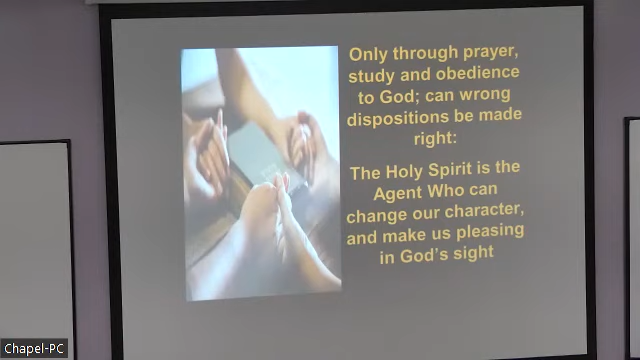 Only through prayer,
study and obedience
to God; can wrong
dispositions be made
right:
The Holy Spirit is the
Agent Who can
change our character,
and make us pleasing
in God's sight
Chapel-PC